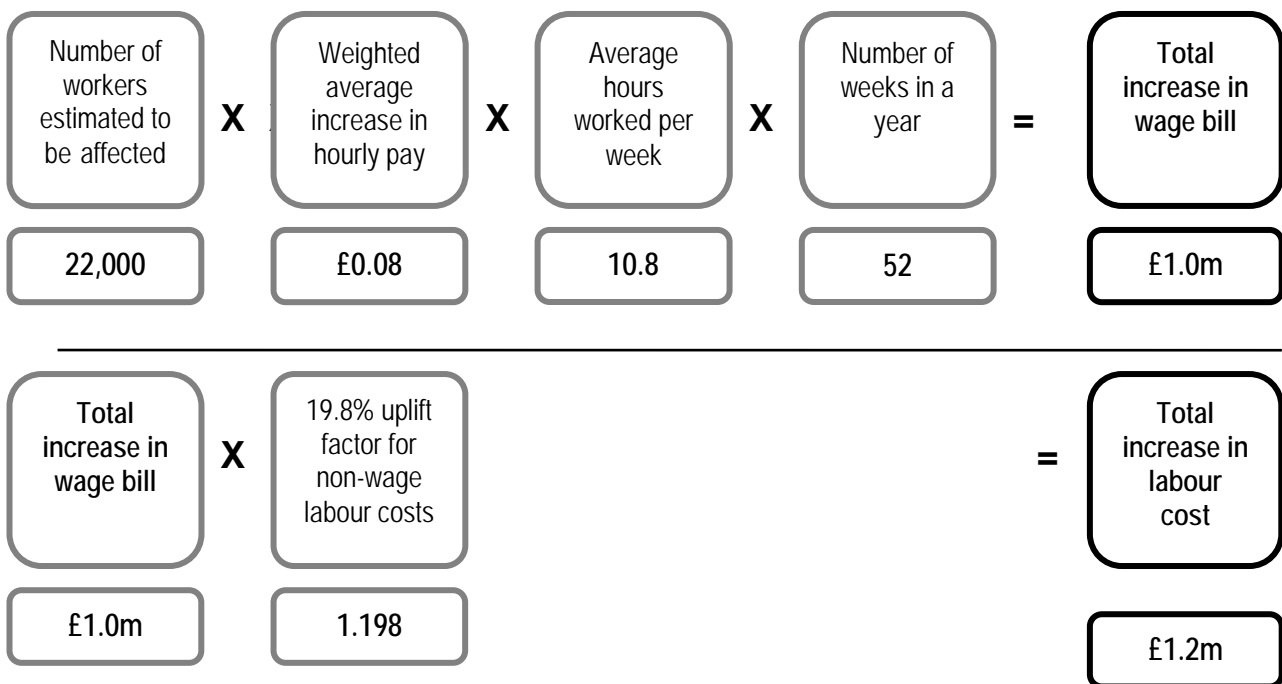 Number of
workers
estimated to
be affected
X
Weighted
average
increase in
hourly pay
X
Average
hours
worked per
week
X
Number of
weeks in a
year
=
Total
increase in
wage bill
22,000
£0.08
10.8
52
£1.0m
Total
increase in
wage bill
X
19.8% uplift
factor for
non-wage
labour costs
=
Total
increase in
labour
cost
£1.0m
1.198
£1.2m